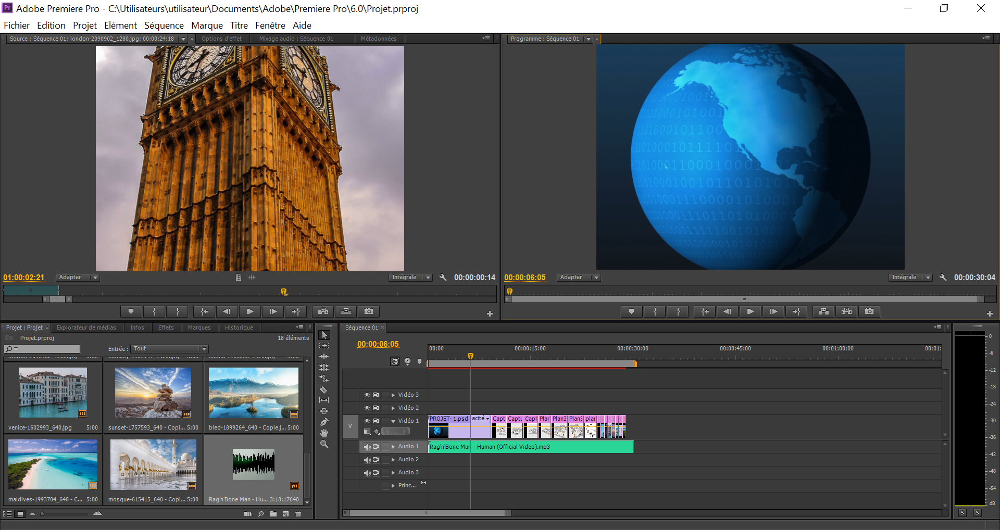 Pr Adobe Premiere Pro - C:\Utilisateurs\utilisateur\Documents\Adobe\Premiere Pro\6.0\Projet.prproj
Fichier Edition Projet Elément Séquence Marque Titre Fenêtre Aide
Source : Séquence 01: london-2090902_1280.jpg: 00:00:24:18 Options d'effet Mixage audio : Séquence 01 Métadonnées
Programme : Séquence 01
01:00:02:21 Adapter Intégrale 00:00:00:14
00:00:06:05 Adapter Intégrale 00:00:30:04
Projet : Projet Explorateur de médias Infos Effets Marques Historique
Projet.prproj 18 éléments
Entrée : Tout
venice-1602993_640.jpg 5:00
sunset-1757593_640 - Copi... 5:00
bled-1899264_640 - Copie.j... 5:00
maldives-1993704_640 - C... 5:00
mosque-615415_640 - Copi... 5:00
Rag'n'Bone Man - Hu... 3:18:17640
Séquence 01
00:00:06:05
00:00 00:00:15:00 00:00:30:00 00:00:45:00 00:01:00:00 00:01:
Vidéo 3
Vidéo 2
V Vidéo 1
PROJET- 1.psd acité Capt Captu Capt Plar Plan3 Plan3 plar
Audio 1
Rag'n'Bone Man - Human (Official Video).mp3
Audio 2
Audio 3
Princ...
0
-6
-12
-18
-24
-30
-36
-42
-48
-54
dB
S S